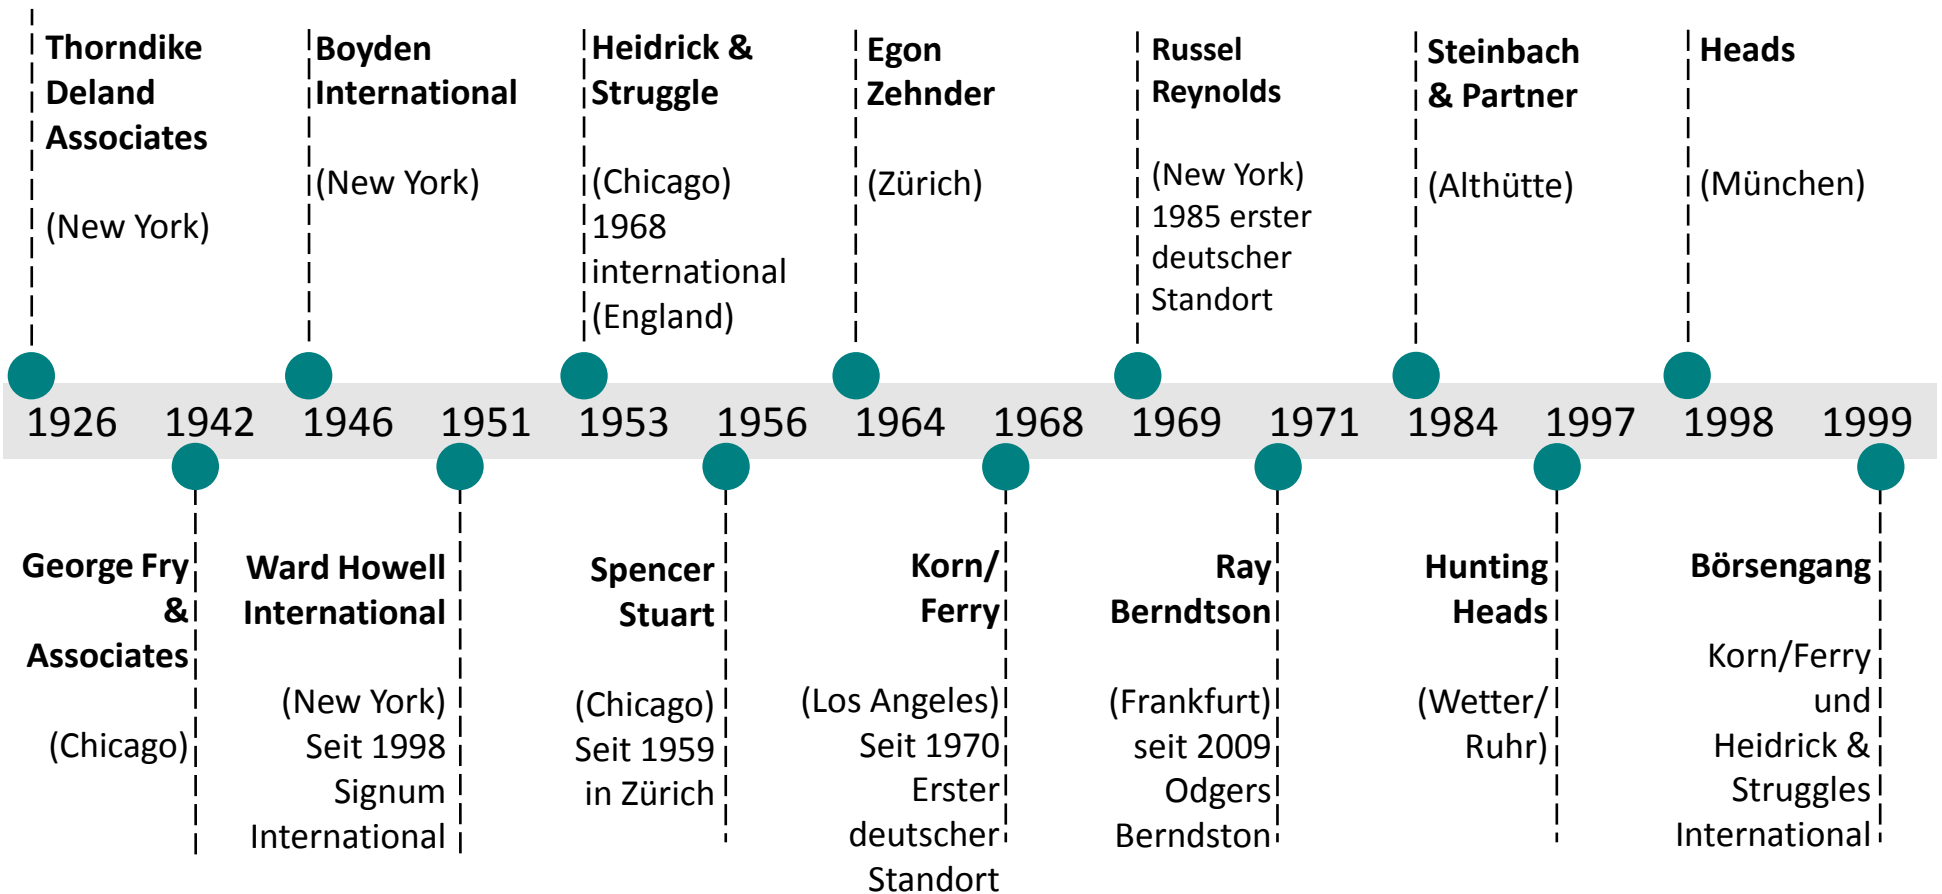 Thorndike
Deland
Associates
(New York)
Boyden
International
(New York)
Heidrick &
Struggle
(Chicago)
1968
international
(England)
Egon
Zehnder
(Zürich)
Russel
Reynolds
(New York)
1985 erster
deutscher
Standort
Steinbach
& Partner
(Althütte)
Heads
(München)
1926 1942 1946 1951 1953 1956 1964 1968 1969 1971 1984 1997 1998 1999
George Fry
&
Associates
(Chicago)
Ward Howell
International
(New York)
Seit 1998
Signum
International
Spencer
Stuart
(Chicago)
Seit 1959
in Zürich
Korn/
Ferry
(Los Angeles)
Seit 1970
Erster
deutscher
Standort
Ray
Berndtson
(Frankfurt)
seit 2009
Odgers
Berndston
Hunting
Heads
(Wetter/
Ruhr)
Börsengang
Korn/Ferry
und
Heidrick &
Struggles
International